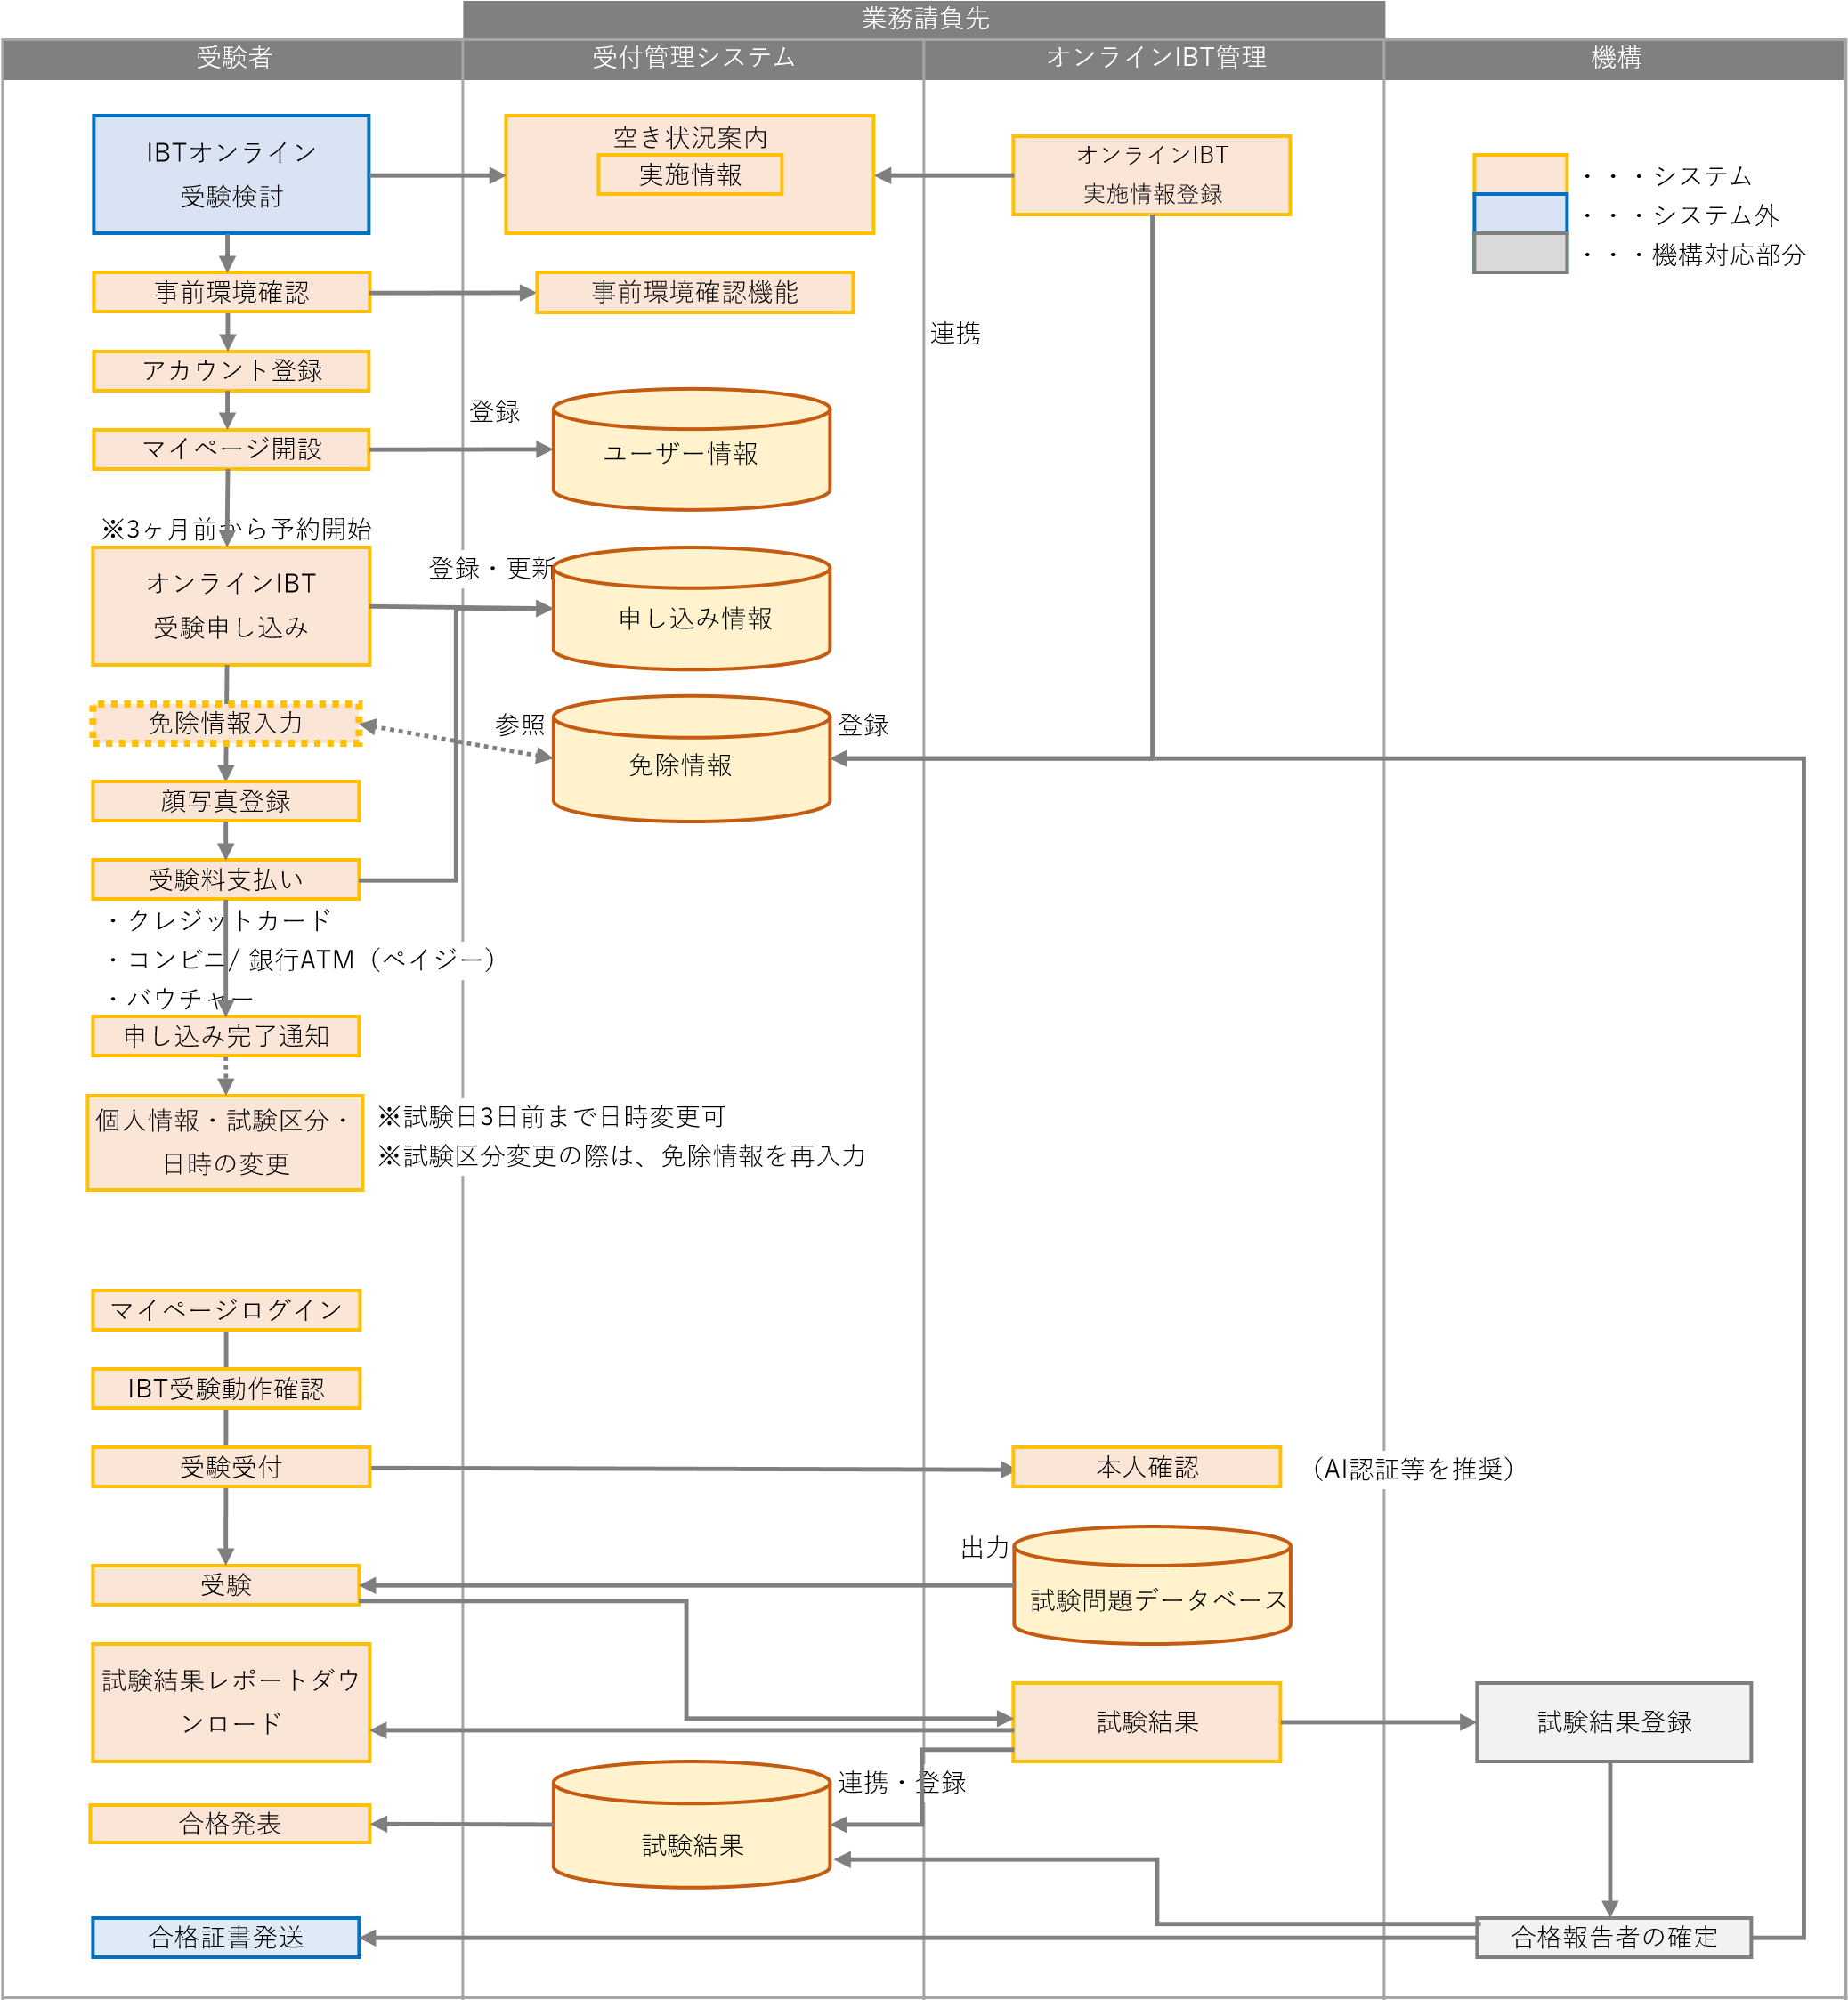 業務請負先
受験者
受付管理システム
オンラインIBT管理
機構
IBTオンライン
受験検討
空き状況案内
実施情報
オンラインIBT
実施情報登録
・・・システム
・・・システム外
・・・機構対応部分
事前環境確認
事前環境確認機能
連携
アカウント登録
マイページ開設
登録
ユーザー情報
※3ヶ月前から予約開始
オンラインIBT
受験申し込み
登録・更新
申し込み情報
免除情報入力
参照
免除情報
登録
顔写真登録
受験料支払い
・クレジットカード
・コンビニ/ 銀行ATM（ペイジー）
・バウチャー
申し込み完了通知
個人情報・試験区分・
日時の変更
※試験日3日前まで日時変更可
※試験区分変更の際は、免除情報を再入力
マイページログイン
IBT受験動作確認
受験受付
本人確認
（AI認証等を推奨）
受験
出力
試験問題データベース
試験結果レポートダウ
ンロード
試験結果
試験結果登録
連携・登録
試験結果
合格発表
合格証書発送
合格報告者の確定